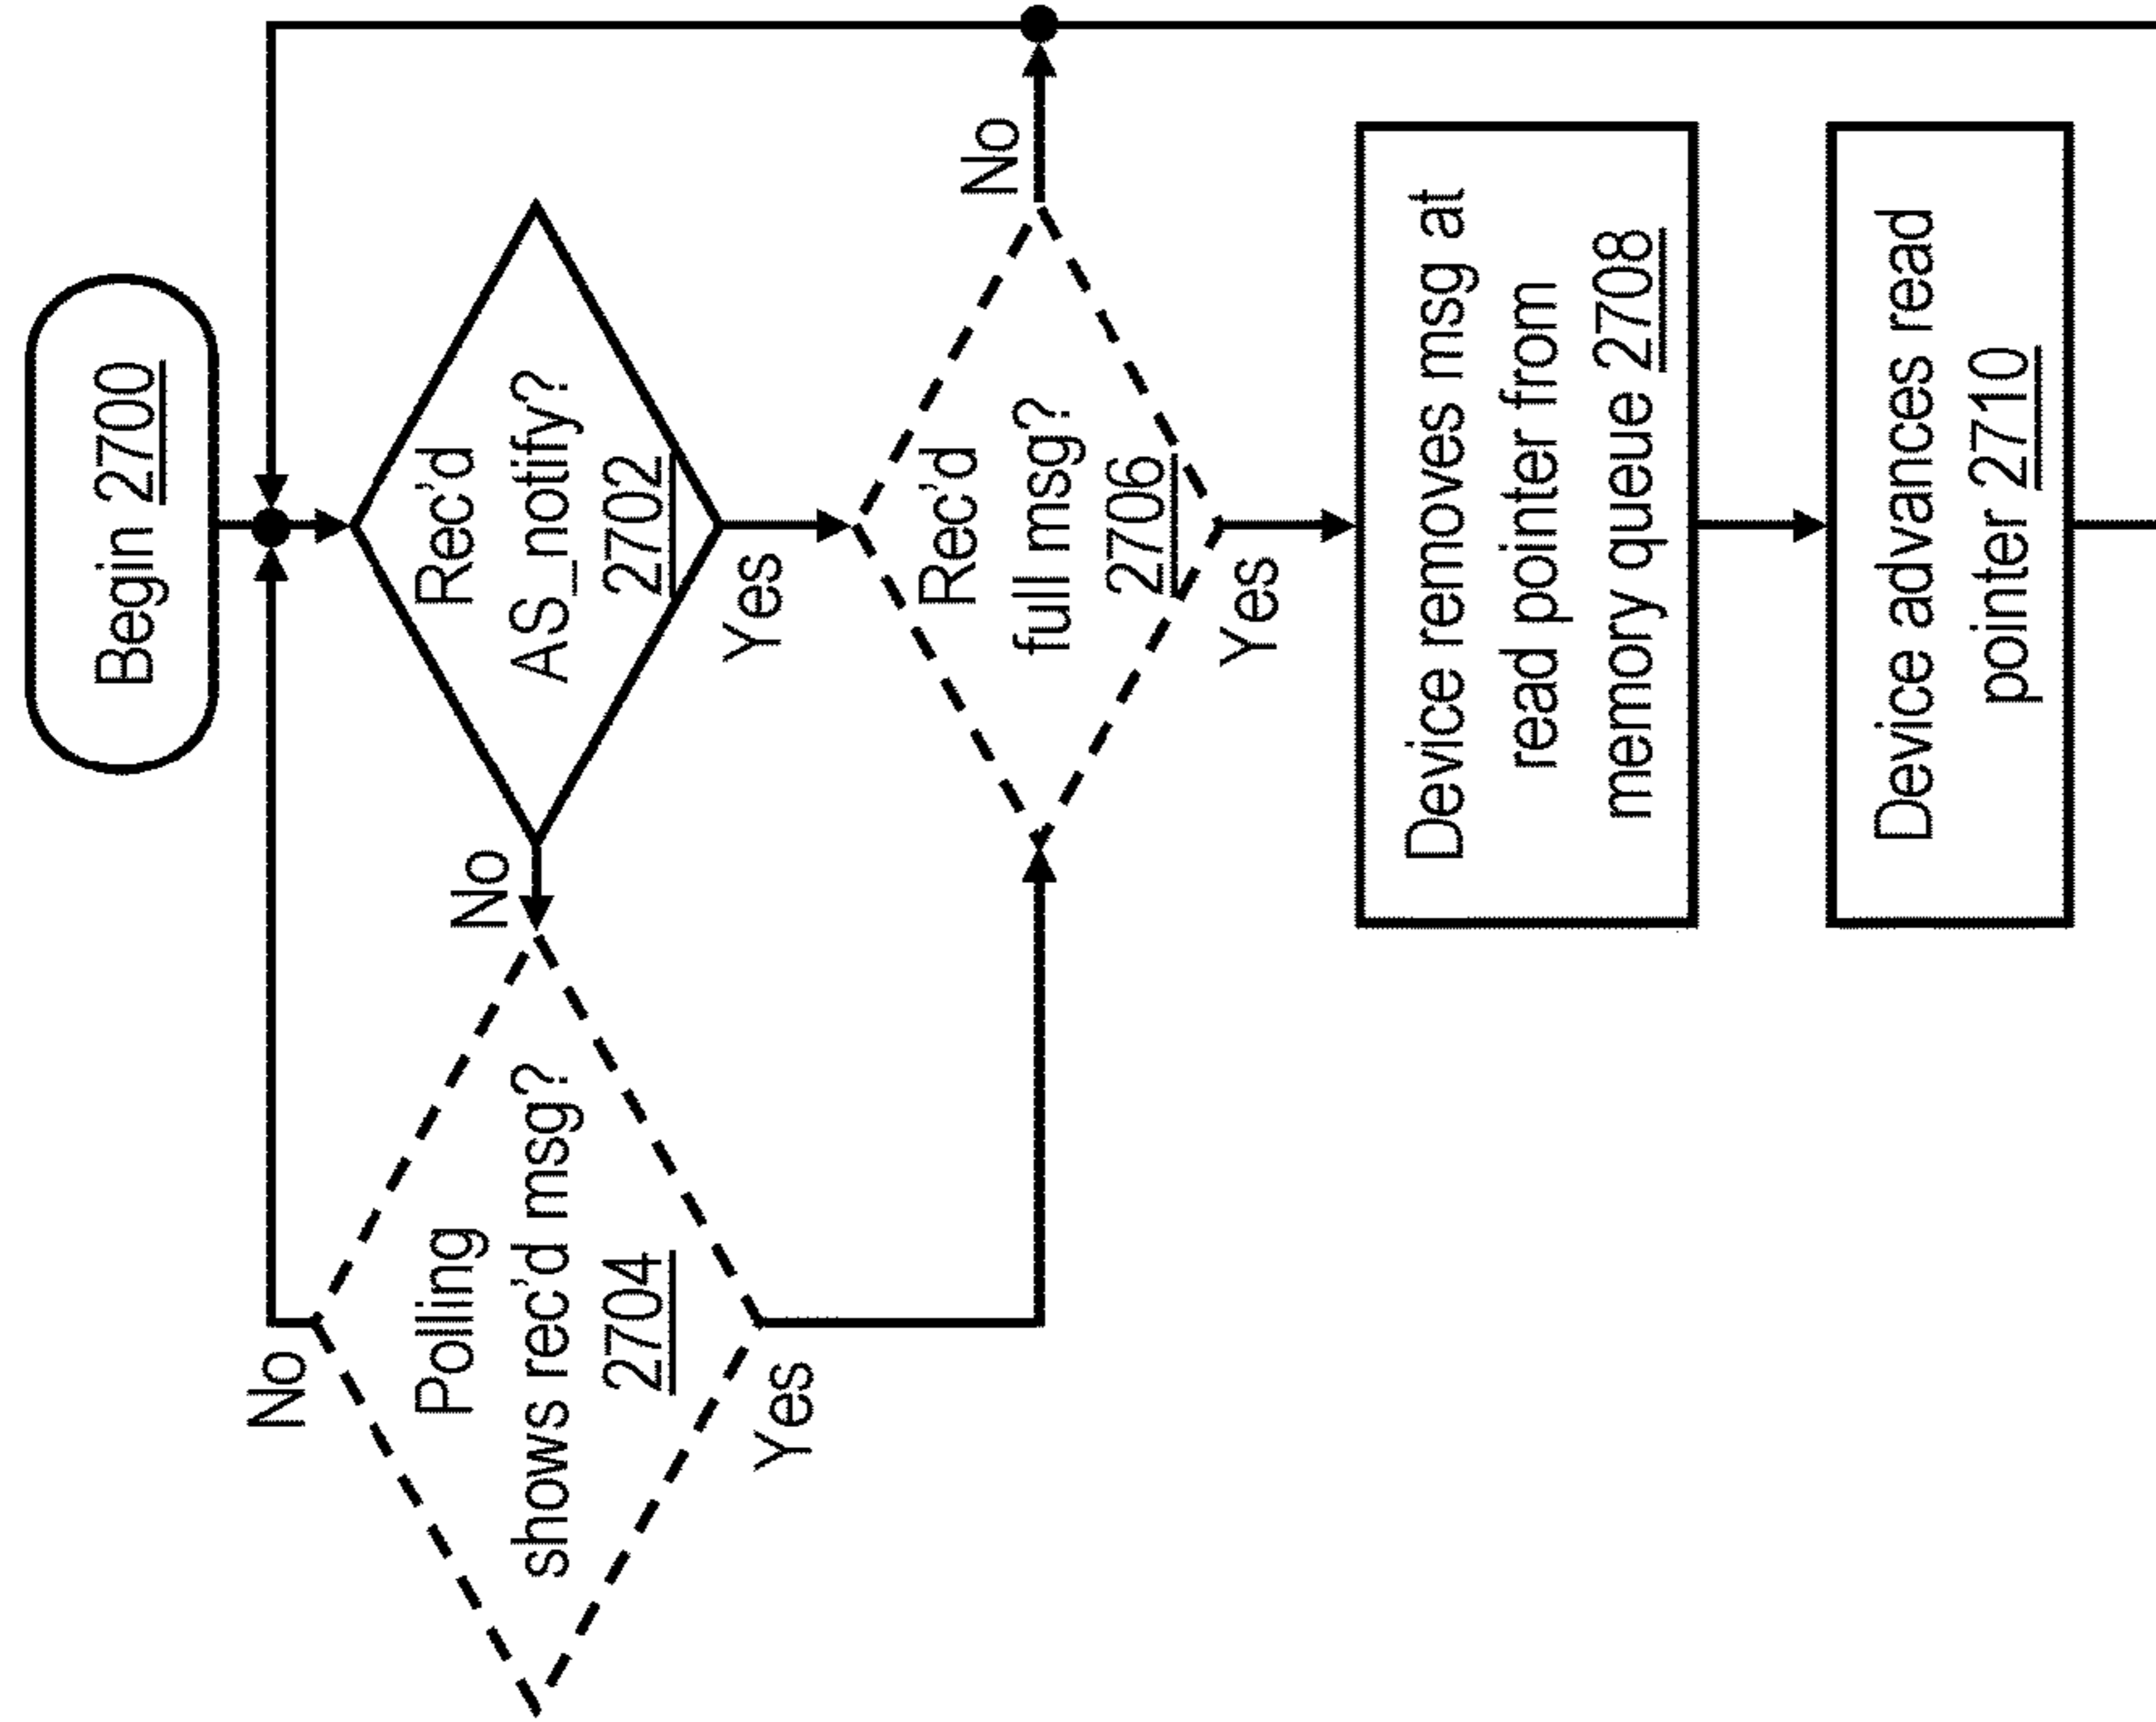 Begin 2700
Rec'd
AS_notify?
2702
No
Yes
Polling
shows rec'd msg?
2704
No
Yes
Rec'd
full msg?
2706
No
Yes
Device removes msg at
read pointer from
memory queue 2708
Device advances read
pointer 2710